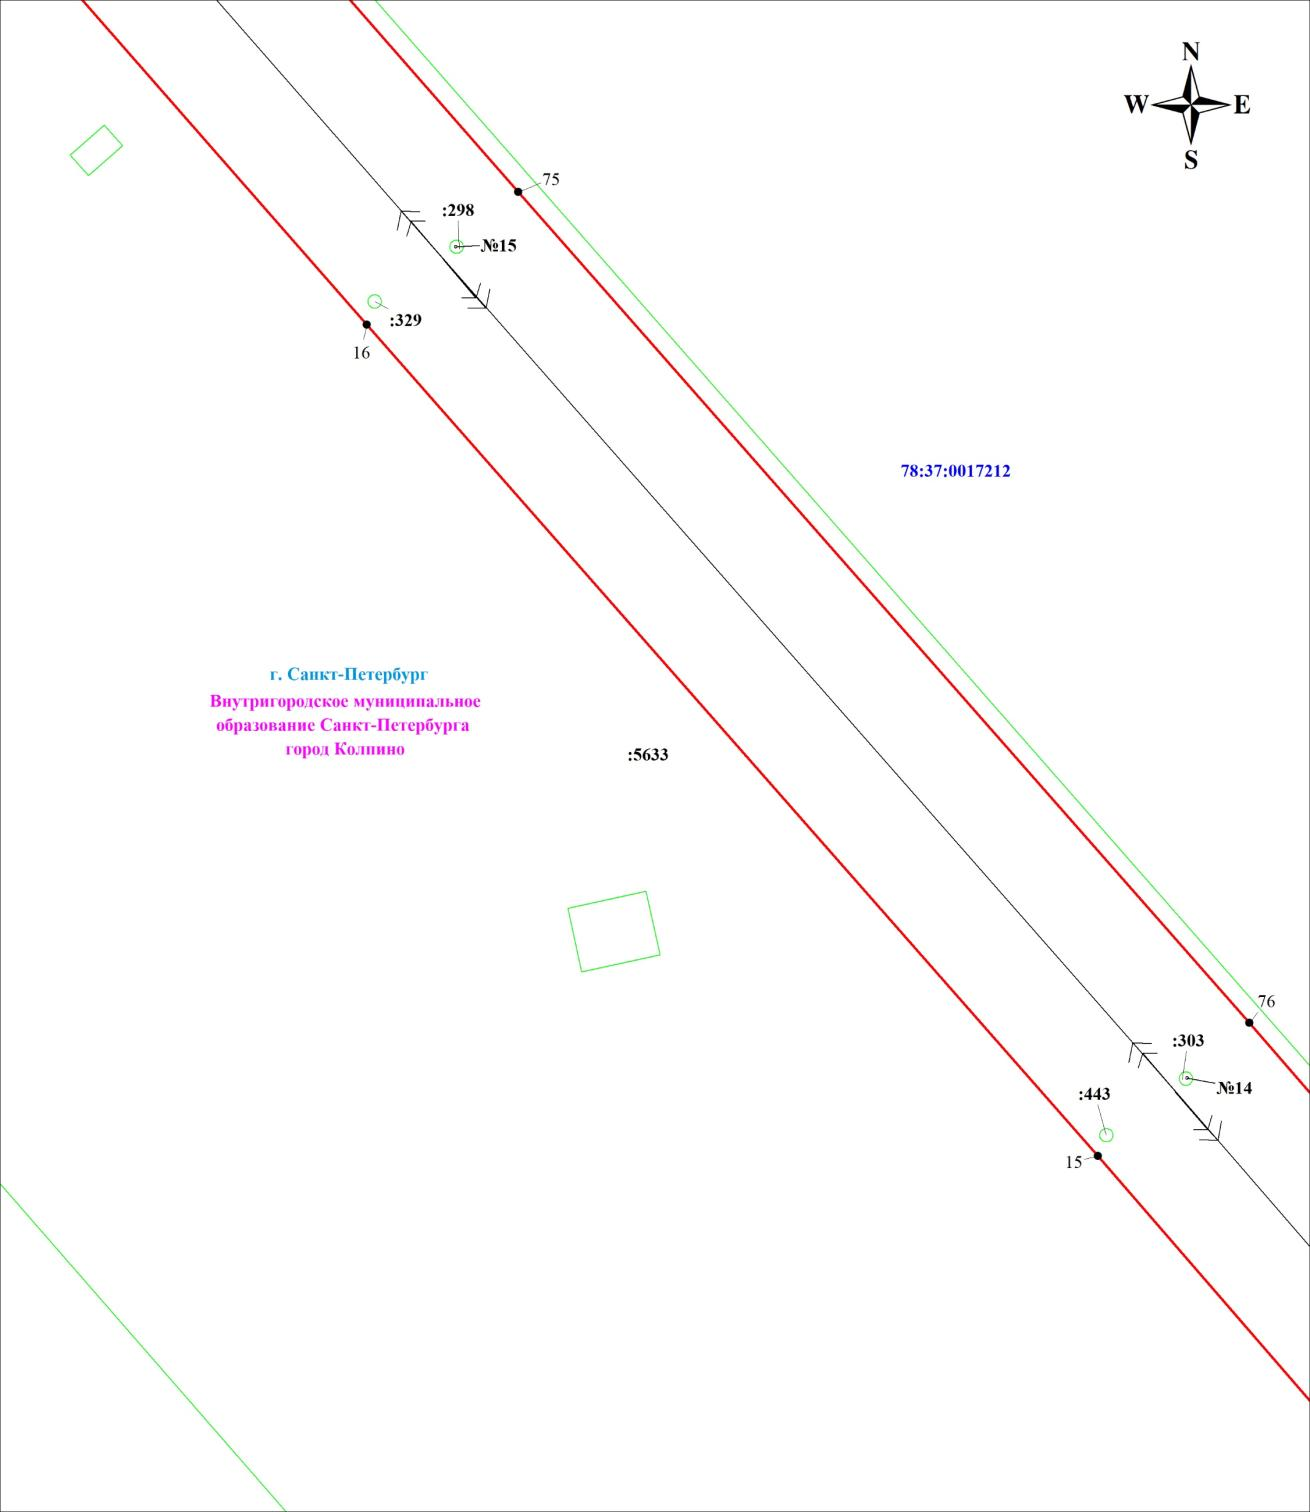 N
W E
S
75
:298
№15
:329
16
78:37:0017212
г. Санкт-Петербург
Внутригородское муниципальное
образование Санкт-Петербурга
город Колпино
:5633
76
:303
№14
:443
15